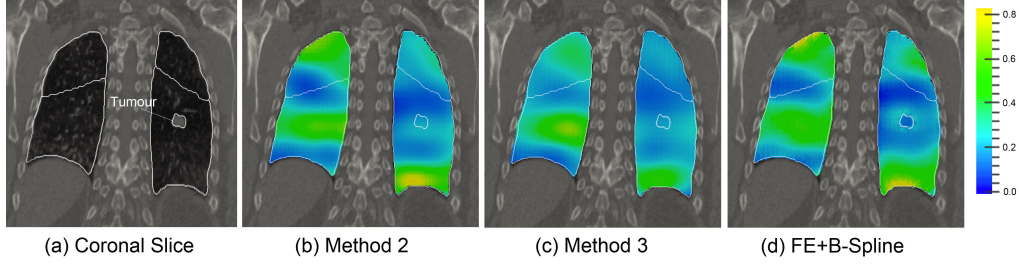 Tumour
0.8
0.6
0.4
0.2
0.0
(a) Coronal Slice
(b) Method 2
(c) Method 3
(d) FE+B-Spline